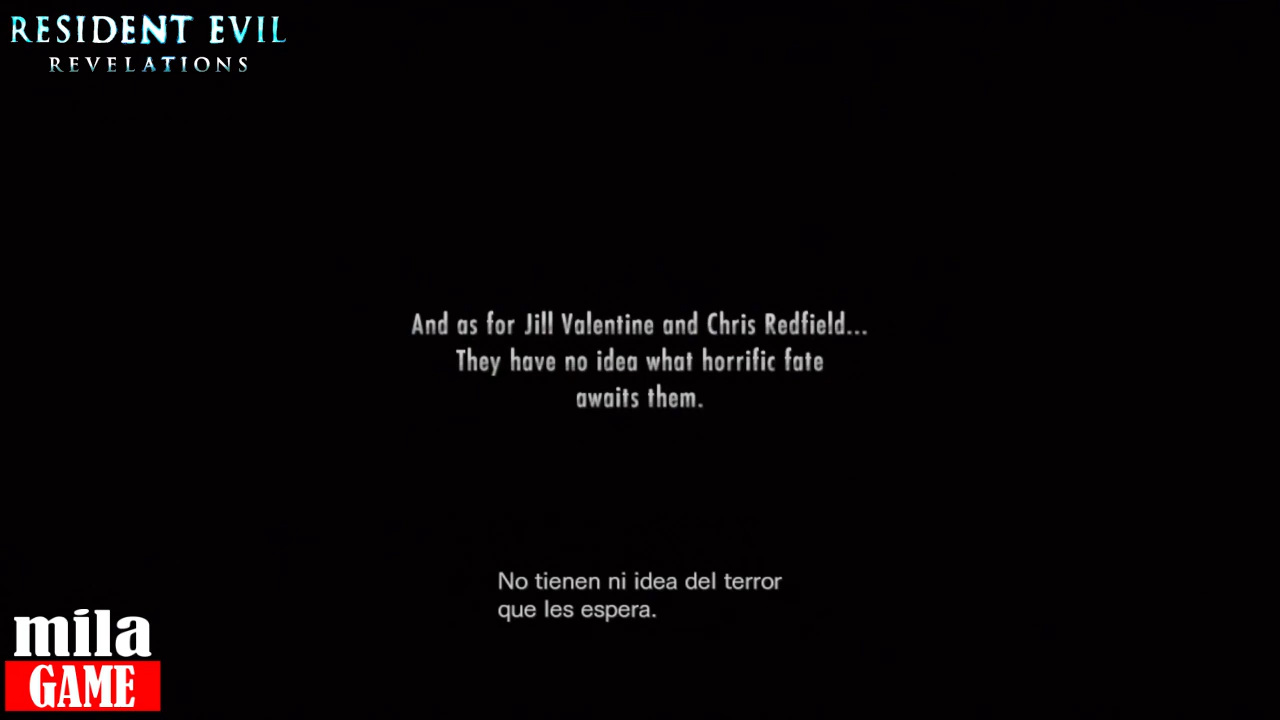 RESIDENT EVIL
REVELATIONS
And as for Jill Valentine and Chris Redfield...
They have no idea what horrific fate
awaits them.
No tienen ni idea del terror
que les espera.
mila
GAME